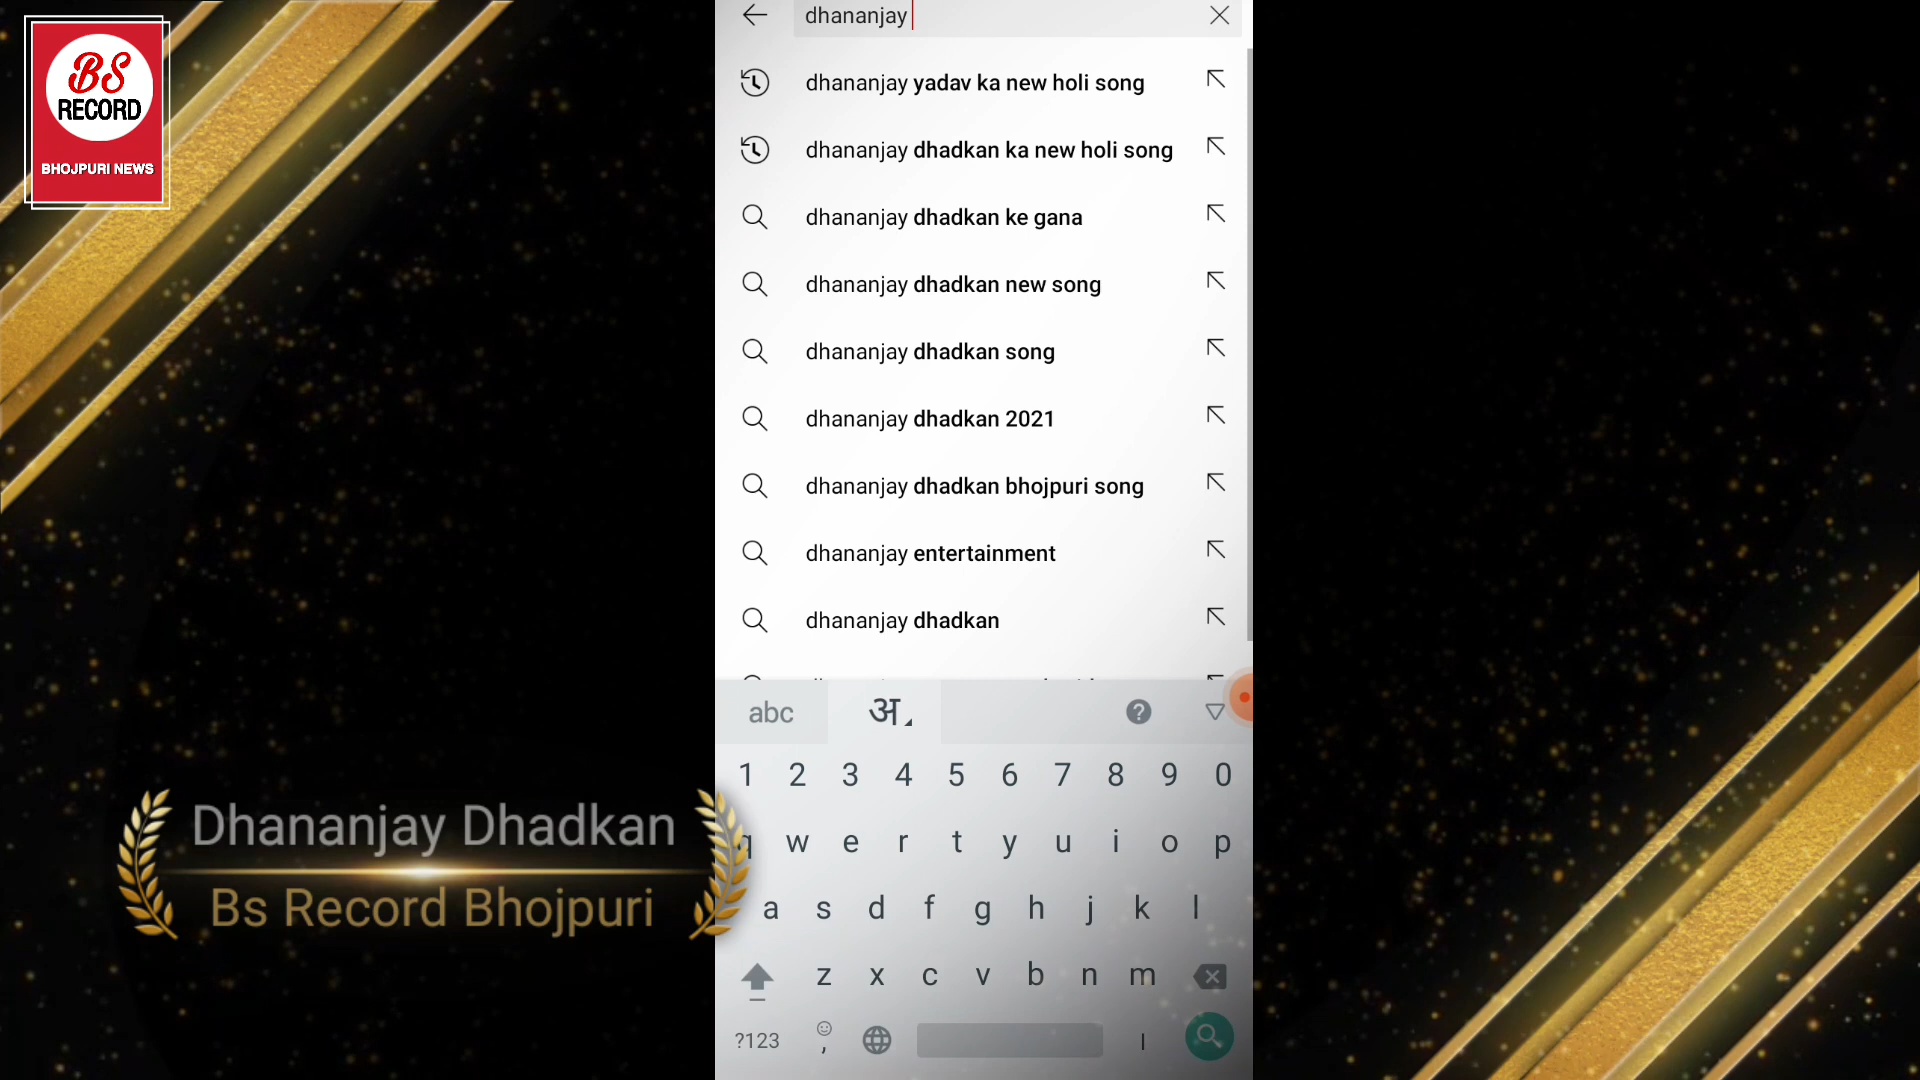 BS
RECORD
BHOJPURI NEWS
dhananjay
dhananjay yadav ka new holi song
dhananjay dhadkan ka new holi song
dhananjay dhadkan ke gana
dhananjay dhadkan new song
dhananjay dhadkan song
dhananjay dhadkan 2021
dhananjay dhadkan bhojpuri song
dhananjay entertainment
dhananjay dhadkan
abc अ ?
1 2 3 4 5 6 7 8 9 0
q w e r t y u i o p
a s d f g h j k l
z x c v b n m
?123 , |
Dhananjay Dhadkan
Bs Record Bhojpuri